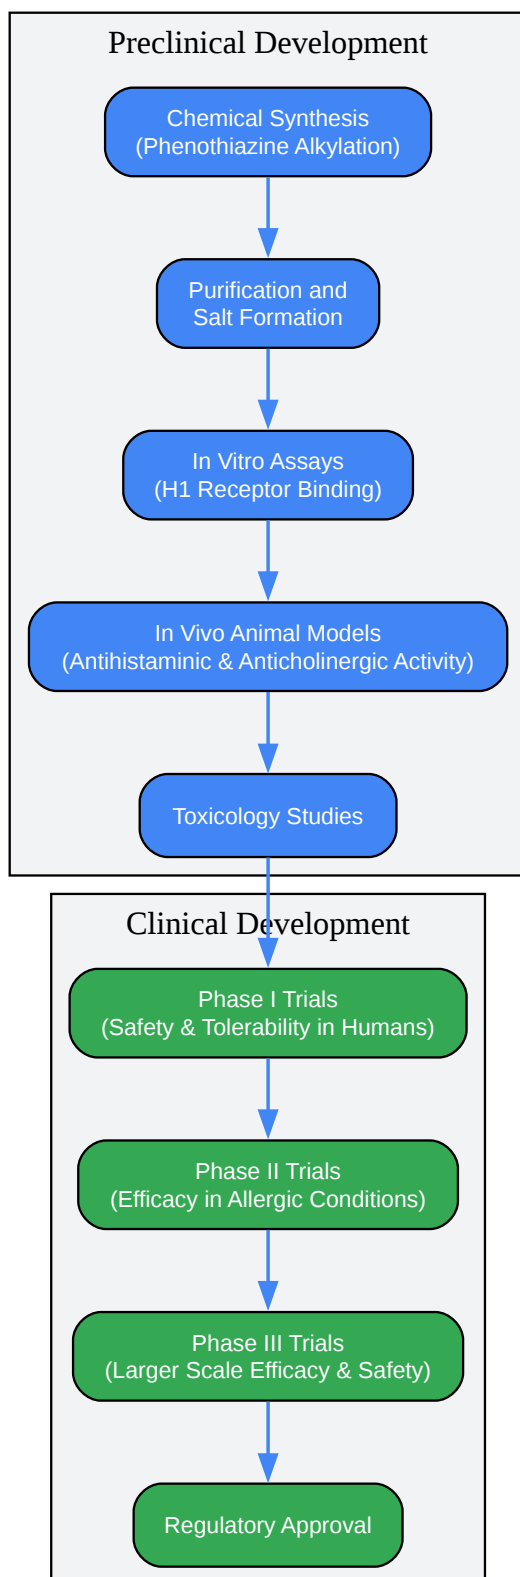 Preclinical Development
Chemical Synthesis
(Phenothiazine Alkylation)
Purification and
Salt Formation
In Vitro Assays
(H1 Receptor Binding)
In Vivo Animal Models
(Antihistaminic & Anticholinergic Activity)
Toxicology Studies
Clinical Development
Phase I Trials
(Safety & Tolerability in Humans)
Phase II Trials
(Efficacy in Allergic Conditions)
Phase III Trials
(Larger Scale Efficacy & Safety)
Regulatory Approval